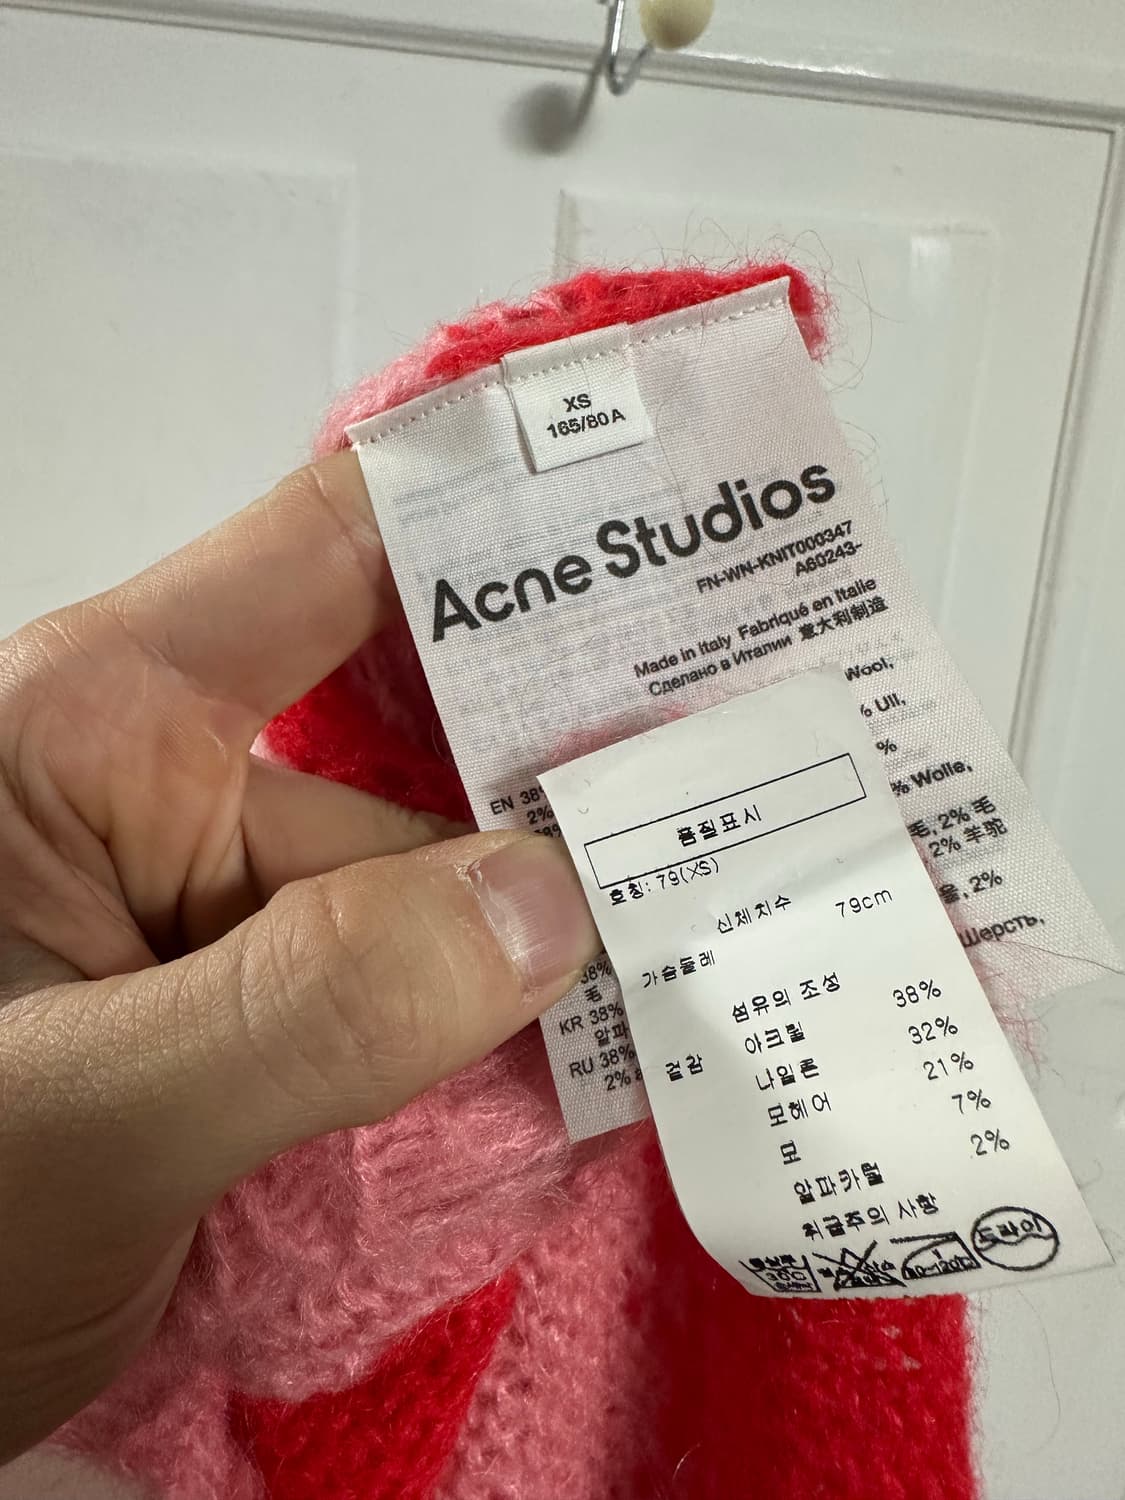 XS
165/80A
Acne Studios
FN-WN-KNIT000347
A60243-
Made in Italy Fabriqué en Italie
Сделано в Италии 意大利制造
Wool,
% Ull,
%
% Wolle,
毛, 2% 毛
2% 羊驼
울, 2%
Шерсть,
EN 38%
2%
38%
毛
KR 38%
알파
RU 38%
2% a
품질표시
호칭: 79(XS)
신체치수 79cm
가슴둘레
섬유의 조성 38%
아크릴 32%
겉감 나일론 21%
모헤어 7%
모 2%
알파카털
취급주의 사항
30℃
드라이